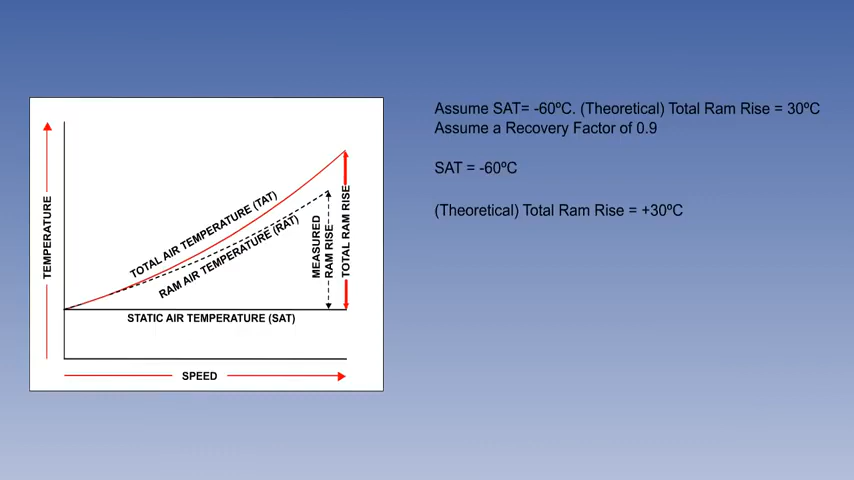 Assume SAT= -60ºC. (Theoretical) Total Ram Rise = 30ºC
Assume a Recovery Factor of 0.9
SAT = -60ºC
(Theoretical) Total Ram Rise = +30ºC
TEMPERATURE
TOTAL AIR TEMPERATURE (TAT)
RAM AIR TEMPERATURE (RAT)
MEASURED
RAM RISE
TOTAL RAM RISE
STATIC AIR TEMPERATURE (SAT)
SPEED